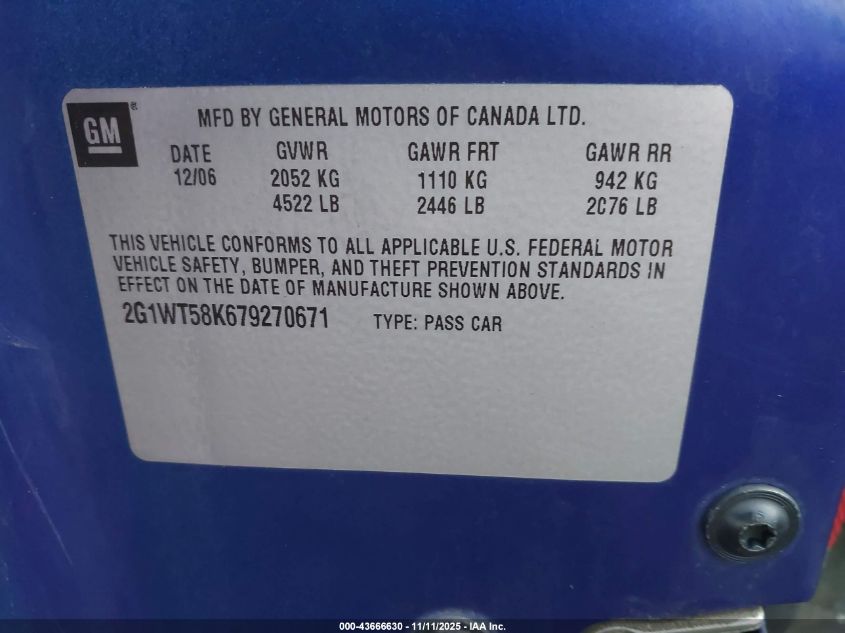 GM®
MFD BY GENERAL MOTORS OF CANADA LTD.
DATE GVWR GAWR FRT GAWR RR
12/06 2052 KG 1110 KG 942 KG
4522 LB 2446 LB 2076 LB
THIS VEHICLE CONFORMS TO ALL APPLICABLE U.S. FEDERAL MOTOR
VEHICLE SAFETY, BUMPER, AND THEFT PREVENTION STANDARDS IN
EFFECT ON THE DATE OF MANUFACTURE SHOWN ABOVE.
2G1WT58K679270671 TYPE: PASS CAR
000-43666630 - 11/11/2025 - IAA Inc.